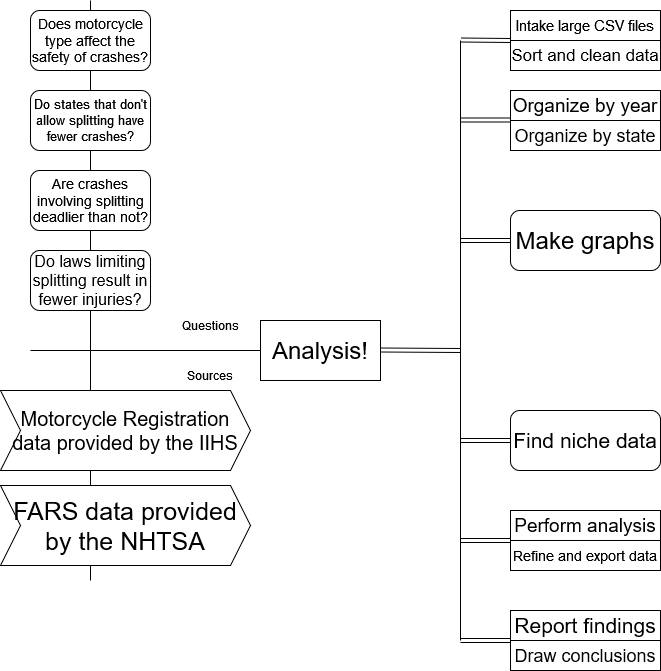 Does motorcycle
type affect the
safety of crashes?
Do states that don't
allow splitting have
fewer crashes?
Are crashes
involving splitting
deadlier than not?
Do laws limiting
splitting result in
fewer injuries?
Questions
Sources
Motorcycle Registration
data provided by the IIHS
FARS data provided
by the NHTSA
Analysis!
Intake large CSV files
Sort and clean data
Organize by year
Organize by state
Make graphs
Find niche data
Perform analysis
Refine and export data
Report findings
Draw conclusions